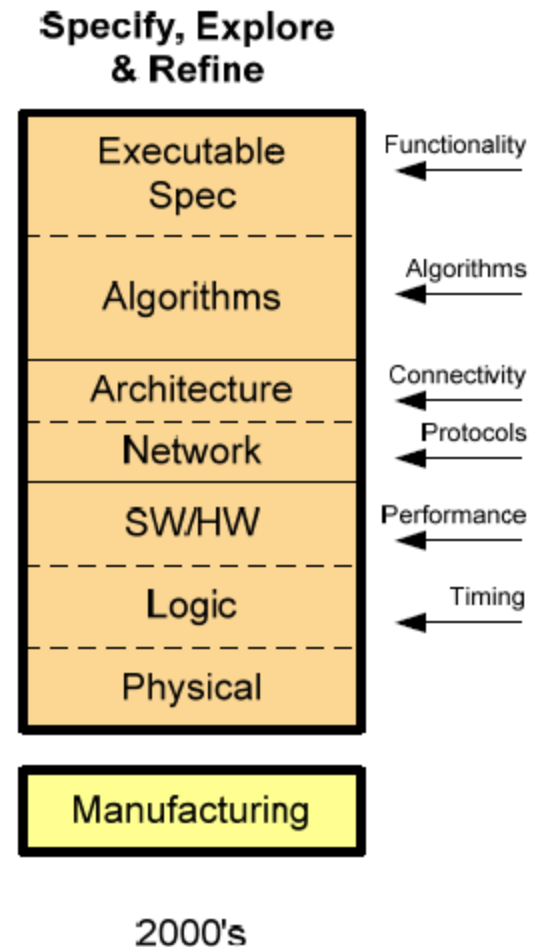 Specify, Explore
& Refine
Executable
Spec
Functionality
Algorithms
Algorithms
Architecture
Connectivity
Network
Protocols
SW/HW
Performance
Logic
Timing
Physical
Manufacturing
2000's